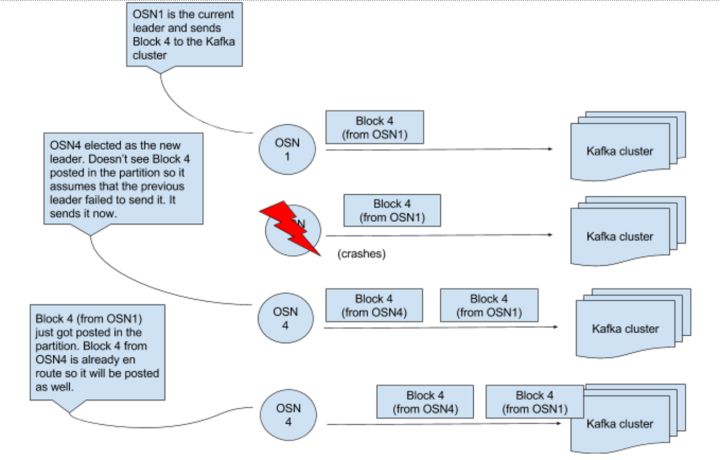 OSN1 is the current
leader and sends
Block 4 to the Kafka
cluster
OSN
1
Block 4
(from OSN1)
Kafka cluster
OSN4 elected as the new
leader. Doesn't see Block 4
posted in the partition so it
assumes that the previous
leader failed to send it. It
sends it now.
Block 4
(from OSN1)
(crashes)
Kafka cluster
OSN
4
Block 4
(from OSN4)
Block 4
(from OSN1)
Kafka cluster
Block 4 (from OSN1)
just got posted in the
partition. Block 4 from
OSN4 is already en
route so it will be posted
as well.
OSN
4
Block 4
(from OSN4)
Block 4
(from OSN1)
Kafka cluster